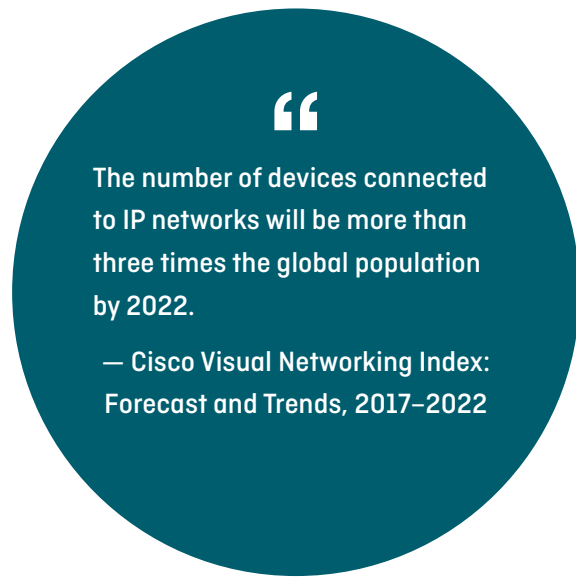 “
The number of devices connected
to IP networks will be more than
three times the global population
by 2022.
— Cisco Visual Networking Index:
Forecast and Trends, 2017–2022